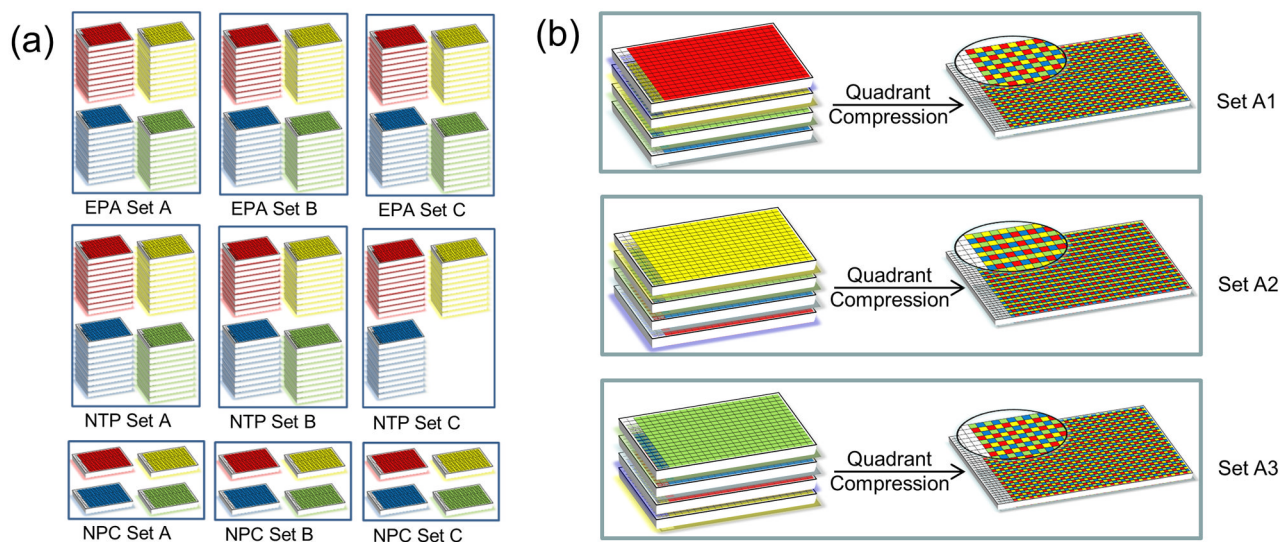 (a)
EPA Set A
EPA Set B
EPA Set C
NTP Set A
NTP Set B
NTP Set C
NPC Set A
NPC Set B
NPC Set C
(b)
Quadrant
Compression
Set A1
Quadrant
Compression
Set A2
Quadrant
Compression
Set A3